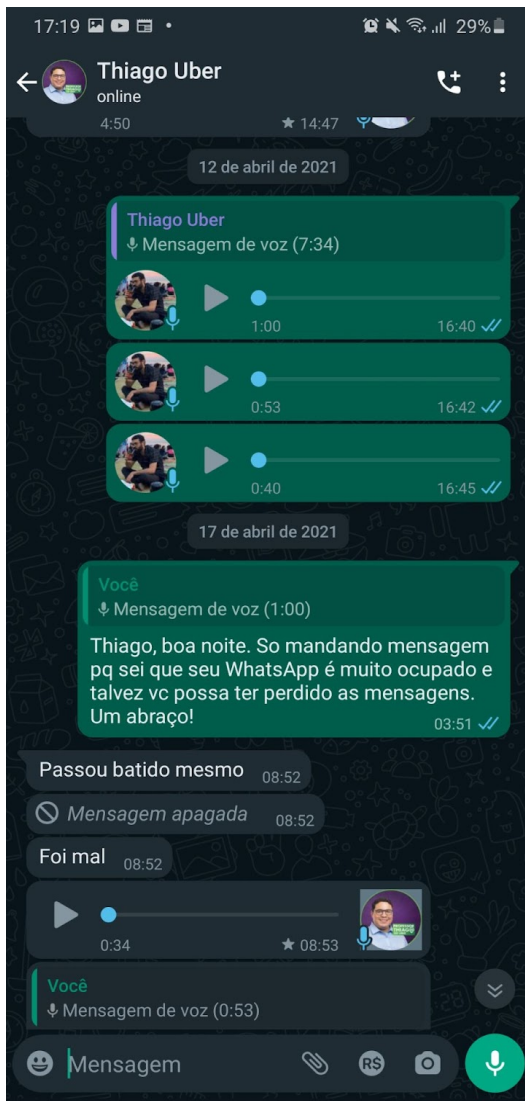 17:19
29%
Thiago Uber
online
4:50
14:47
12 de abril de 2021
Thiago Uber
Mensagem de voz (7:34)
1:00
16:40
0:53
16:42
0:40
16:45
17 de abril de 2021
Você
Mensagem de voz (1:00)
Thiago, boa noite. So mandando mensagem
pq sei que seu WhatsApp é muito ocupado e
talvez vc possa ter perdido as mensagens.
Um abraço!
03:51
Passou batido mesmo 08:52
Mensagem apagada 08:52
Foi mal 08:52
0:34
08:53
Você
Mensagem de voz (0:53)
Mensagem
R$